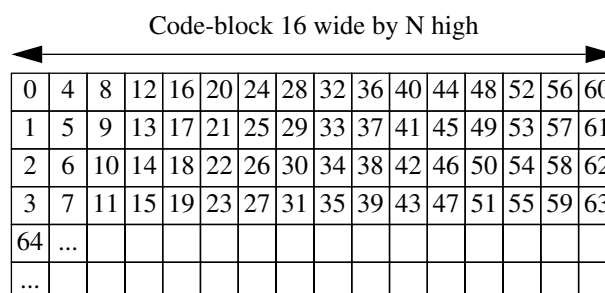 Code-block 16 wide by N high
0 4 8 12 16 20 24 28 32 36 40 44 48 52 56 60
1 5 9 13 17 21 25 29 33 37 41 45 49 53 57 61
2 6 10 14 18 22 26 30 34 38 42 46 50 54 58 62
3 7 11 15 19 23 27 31 35 39 43 47 51 55 59 63
64 ...
...